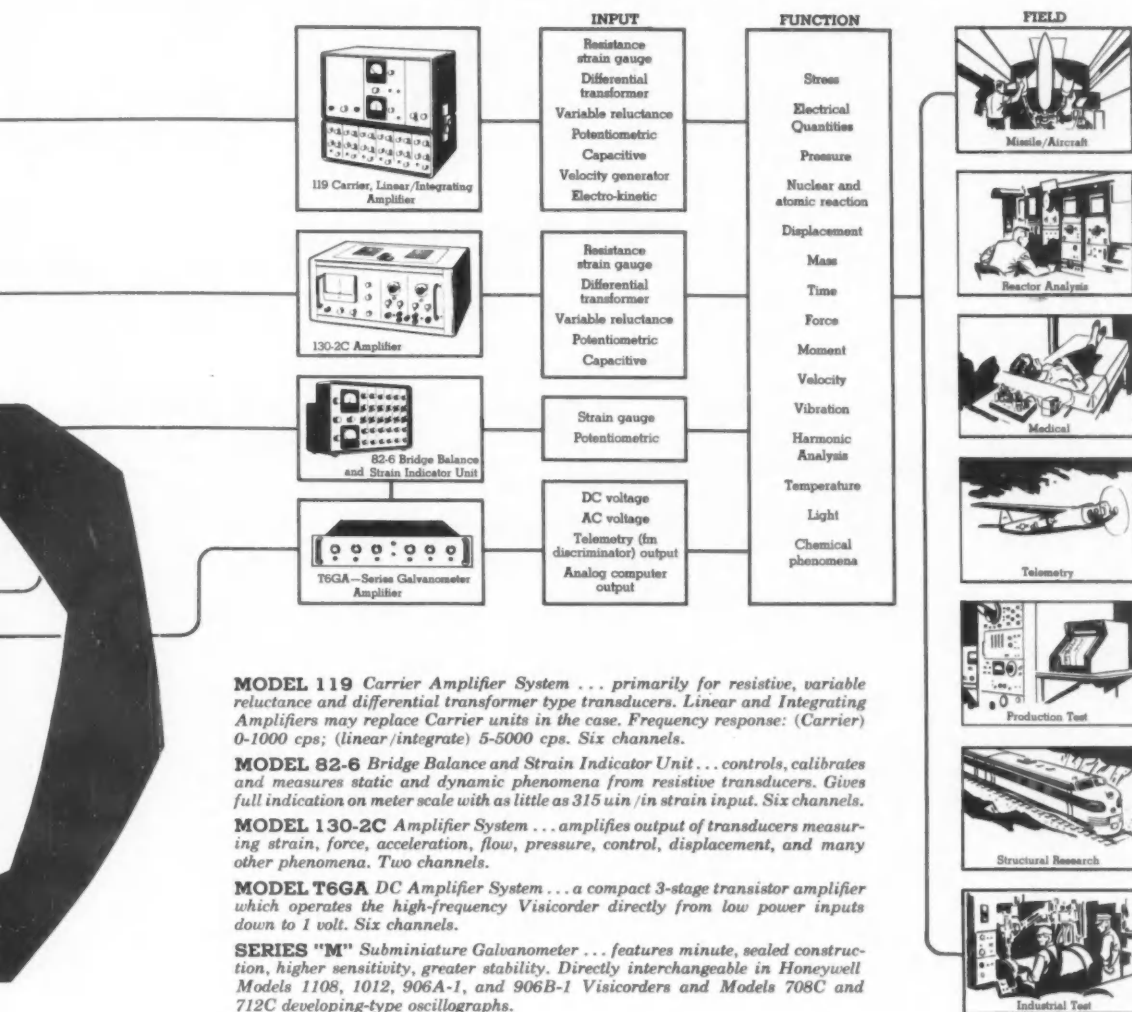 INPUT
FUNCTION
FIELD
119 Carrier, Linear/Integrating
Amplifier
Resistance
strain gauge
Differential
transformer
Variable reluctance
Potentiometric
Capacitive
Velocity generator
Electro-kinetic
130-2C Amplifier
Resistance
strain gauge
Differential
transformer
Variable reluctance
Potentiometric
Capacitive
82-6 Bridge Balance
and Strain Indicator Unit
Strain gauge
Potentiometric
T6GA—Series Galvanometer
Amplifier
DC voltage
AC voltage
Telemetry (fm
discriminator) output
Analog computer
output
Stress
Electrical
Quantities
Pressure
Nuclear and
atomic reaction
Displacement
Mass
Time
Force
Moment
Velocity
Vibration
Harmonic
Analysis
Temperature
Light
Chemical
phenomena
Missile/Aircraft
Reactor Analysis
Medical
Telemetry
Production Test
Structural Research
Industrial Test
MODEL 119 Carrier Amplifier System ... primarily for resistive, variable
reluctance and differential transformer type transducers. Linear and Integrating
Amplifiers may replace Carrier units in the case. Frequency response: (Carrier)
0-1000 cps; (linear/integrate) 5-5000 cps. Six channels.
MODEL 82-6 Bridge Balance and Strain Indicator Unit ... controls, calibrates
and measures static and dynamic phenomena from resistive transducers. Gives
full indication on meter scale with as little as 315 uin/in strain input. Six channels.
MODEL 130-2C Amplifier System ... amplifies output of transducers measur-
ing strain, force, acceleration, flow, pressure, control, displacement, and many
other phenomena. Two channels.
MODEL T6GA DC Amplifier System ... a compact 3-stage transistor amplifier
which operates the high-frequency Visicorder directly from low power inputs
down to 1 volt. Six channels.
SERIES "M" Subminiature Galvanometer ... features minute, sealed construc-
tion, higher sensitivity, greater stability. Directly interchangeable in Honeywell
Models 1108, 1012, 906A-1, and 906B-1 Visicorders and Models 708C and
712C developing-type oscillographs.